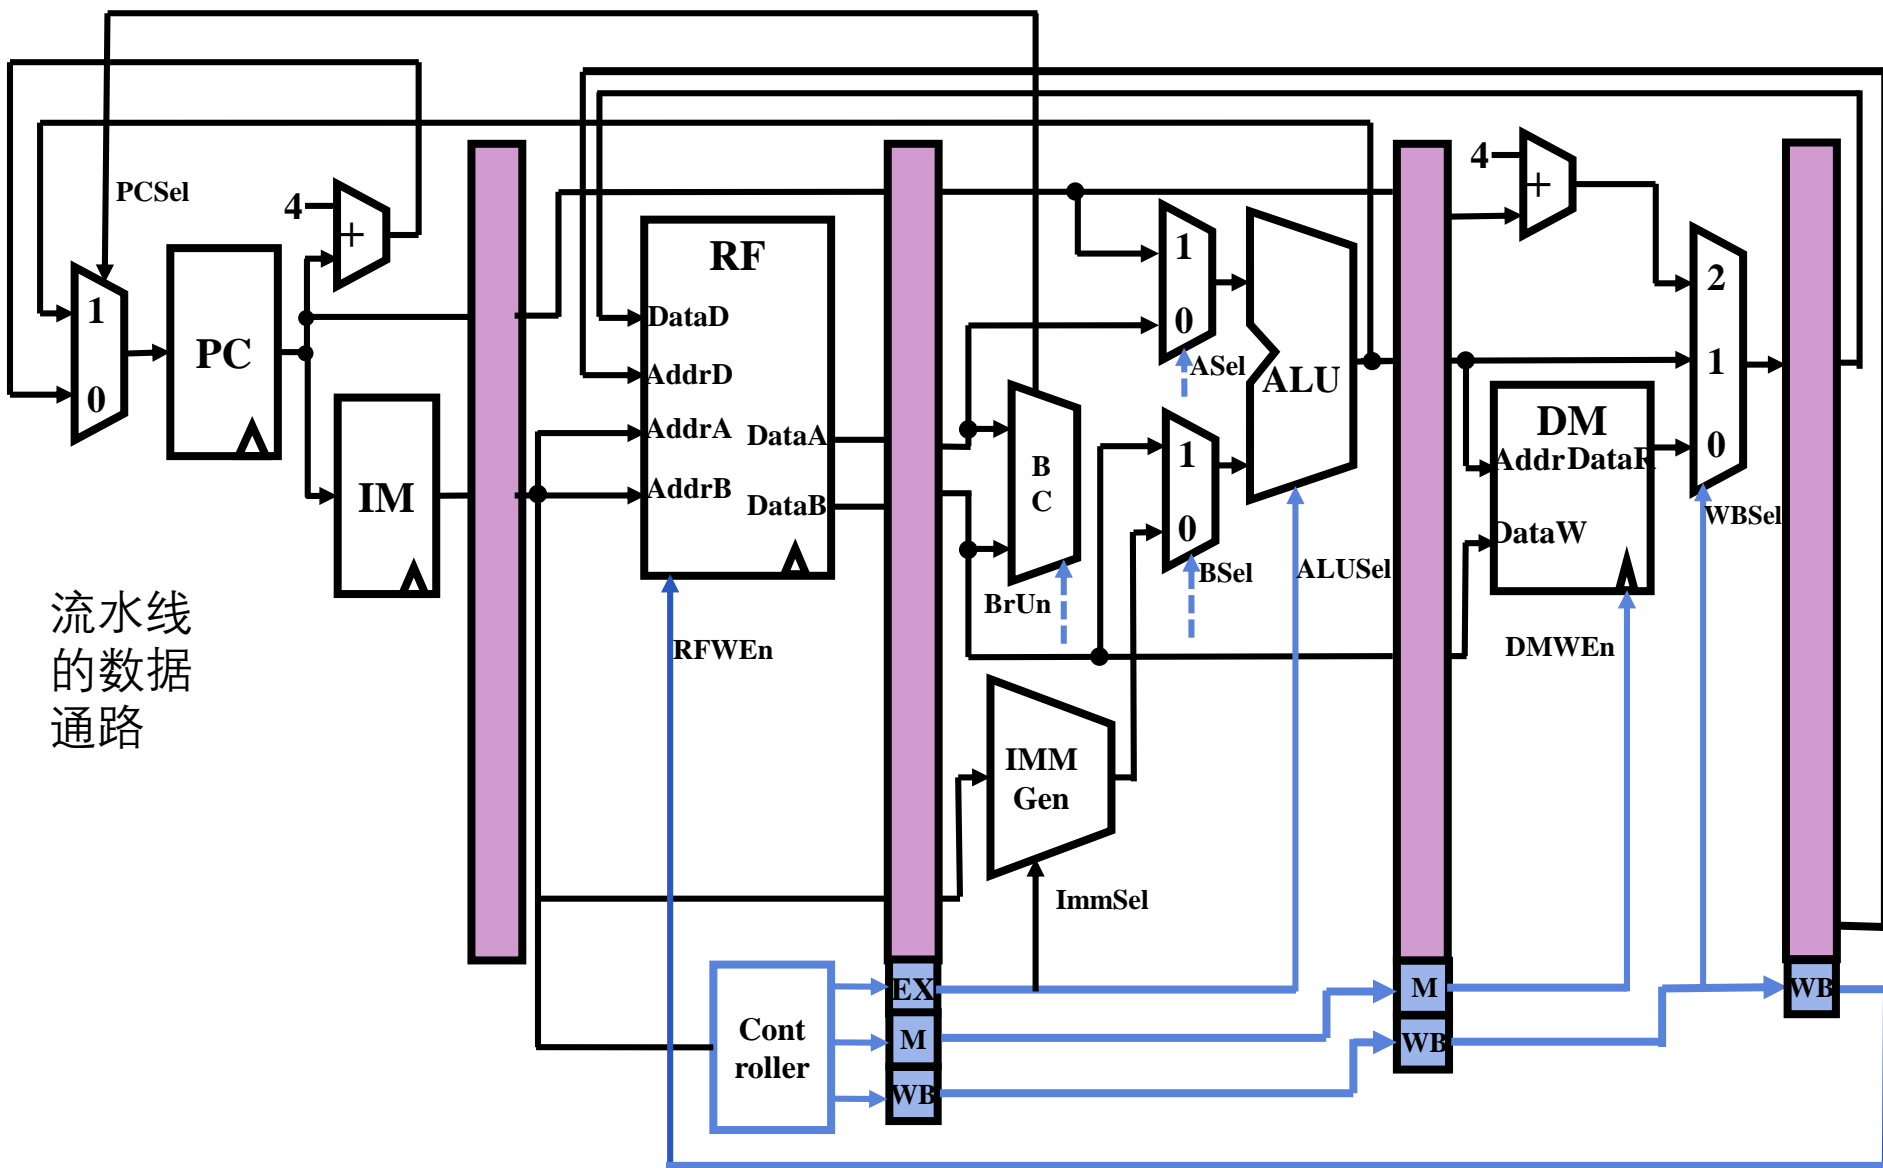 4
4
PCSel
+
+
RF
1
2
1
DataD
0
PC
1
ASel
ALU
0
AddrD
AddrA
DataA
B
C
1
DM
0
Addr
DataR
IM
AddrB
DataB
0
WBSel
DataW
BSel
ALUSel
BrUn
流水线
的数据
通路
RFWEn
DMWEn
IMM
Gen
ImmSel
EX
M
WB
Cont
roller
M
WB
WB